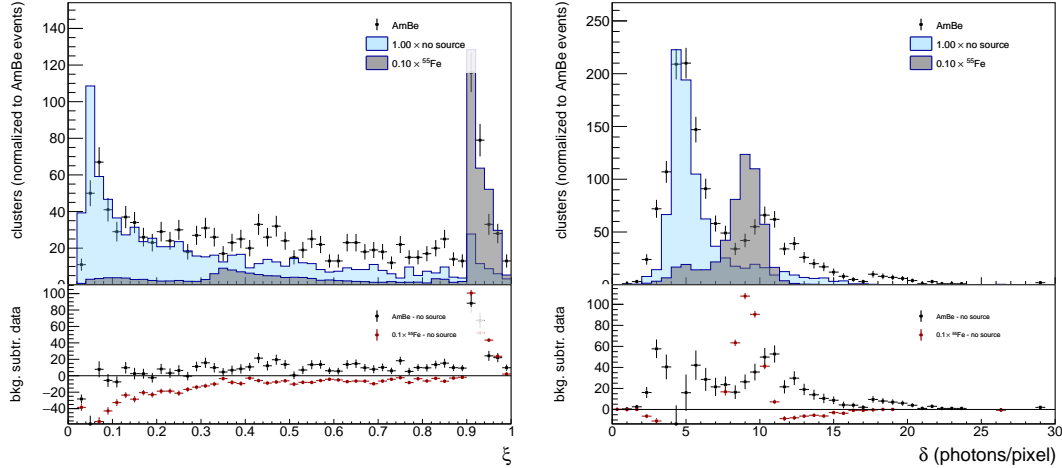 clusters (normalized to AmBe events)
140
120
100
80
60
40
20
0
AmBe
1.00 × no source
0.10 × ⁵⁵Fe
bkg. subtr. data
100
80
60
40
20
0
−20
−40
AmBe - no source
0.1× ⁵⁵Fe - no source
0 0.1 0.2 0.3 0.4 0.5 0.6 0.7 0.8 0.9 1
ξ
clusters (normalized to AmBe events)
250
200
150
100
50
0
AmBe
1.00 × no source
0.10 × ⁵⁵Fe
bkg. subtr. data
100
80
60
40
20
0
AmBe - no source
0.1× ⁵⁵Fe - no source
0 5 10 15 20 25 30
δ (photons/pixel)